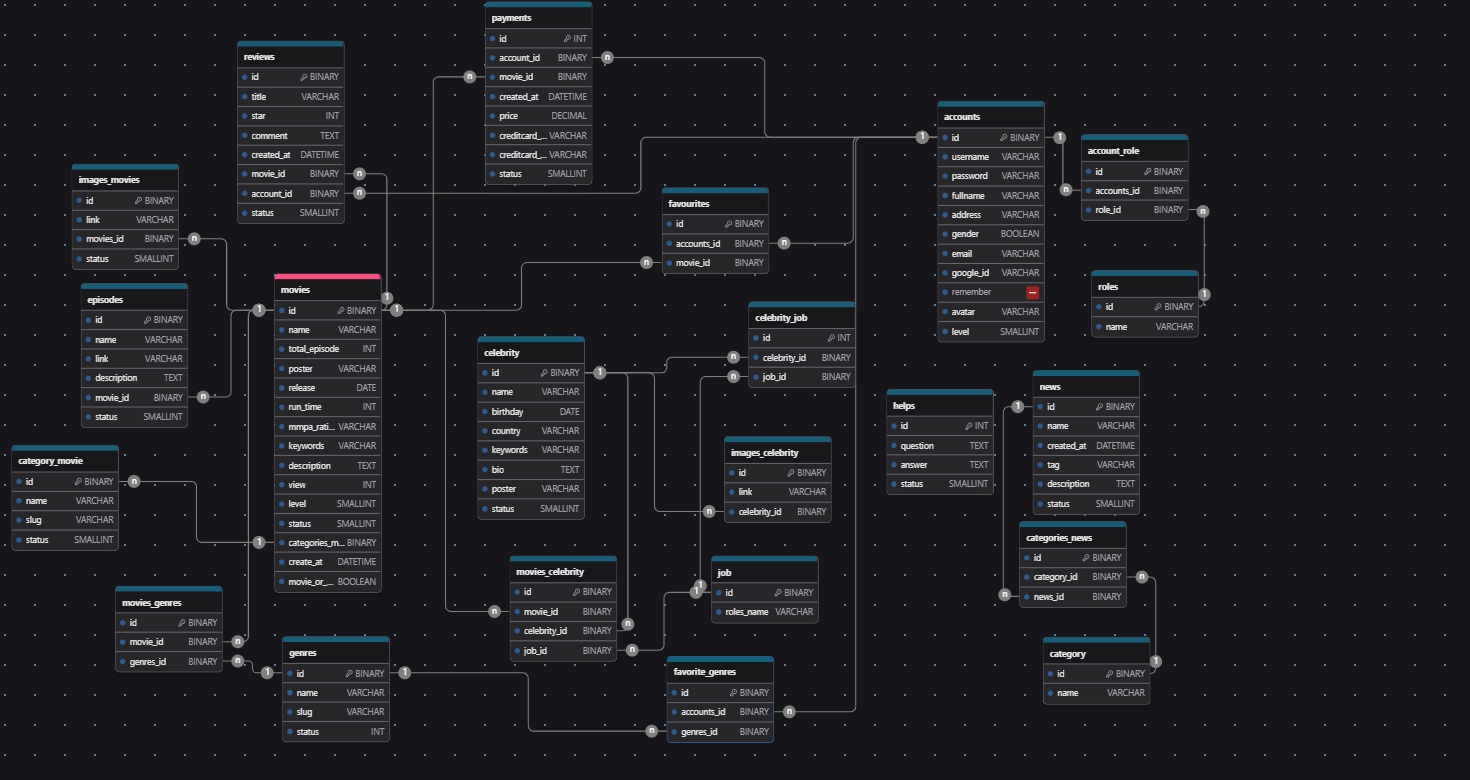 payments
id INT
account_id BINARY
movie_id BINARY
created_at DATETIME
price DECIMAL
creditcard_... VARCHAR
creditcard_... VARCHAR
status SMALLINT
reviews
id BINARY
title VARCHAR
star INT
comment TEXT
created_at DATETIME
movie_id BINARY
account_id BINARY
status SMALLINT
accounts
id BINARY
username VARCHAR
password VARCHAR
fullname VARCHAR
address VARCHAR
gender BOOLEAN
email VARCHAR
google_id VARCHAR
remember
avatar VARCHAR
level SMALLINT
account_role
id BINARY
accounts_id BINARY
role_id BINARY
images_movies
id BINARY
link VARCHAR
movies_id BINARY
status SMALLINT
favourites
id BINARY
accounts_id BINARY
movie_id BINARY
roles
id BINARY
name VARCHAR
episodes
id BINARY
name VARCHAR
link VARCHAR
description TEXT
movie_id BINARY
status SMALLINT
movies
id BINARY
name VARCHAR
total_episode INT
poster VARCHAR
release DATE
run_time INT
mmpa_rati... VARCHAR
keywords VARCHAR
description TEXT
view INT
level SMALLINT
status SMALLINT
categories_m... BINARY
create_at DATETIME
movie_or_... BOOLEAN
celebrity
id BINARY
name VARCHAR
birthday DATE
country VARCHAR
keywords VARCHAR
bio TEXT
poster VARCHAR
status SMALLINT
celebrity_job
id INT
celebrity_id BINARY
job_id BINARY
helps
id INT
question TEXT
answer TEXT
status SMALLINT
news
id BINARY
name VARCHAR
created_at DATETIME
tag VARCHAR
description TEXT
status SMALLINT
category_movie
id BINARY
name VARCHAR
slug VARCHAR
status SMALLINT
images_celebrity
id BINARY
link VARCHAR
celebrity_id BINARY
categories_news
id BINARY
category_id BINARY
news_id BINARY
movies_celebrity
id BINARY
movie_id BINARY
celebrity_id BINARY
job_id BINARY
job
id BINARY
roles_name VARCHAR
movies_genres
id BINARY
movie_id BINARY
genres_id BINARY
genres
id BINARY
name VARCHAR
slug VARCHAR
status INT
favorite_genres
id BINARY
accounts_id BINARY
genres_id BINARY
category
id BINARY
name VARCHAR